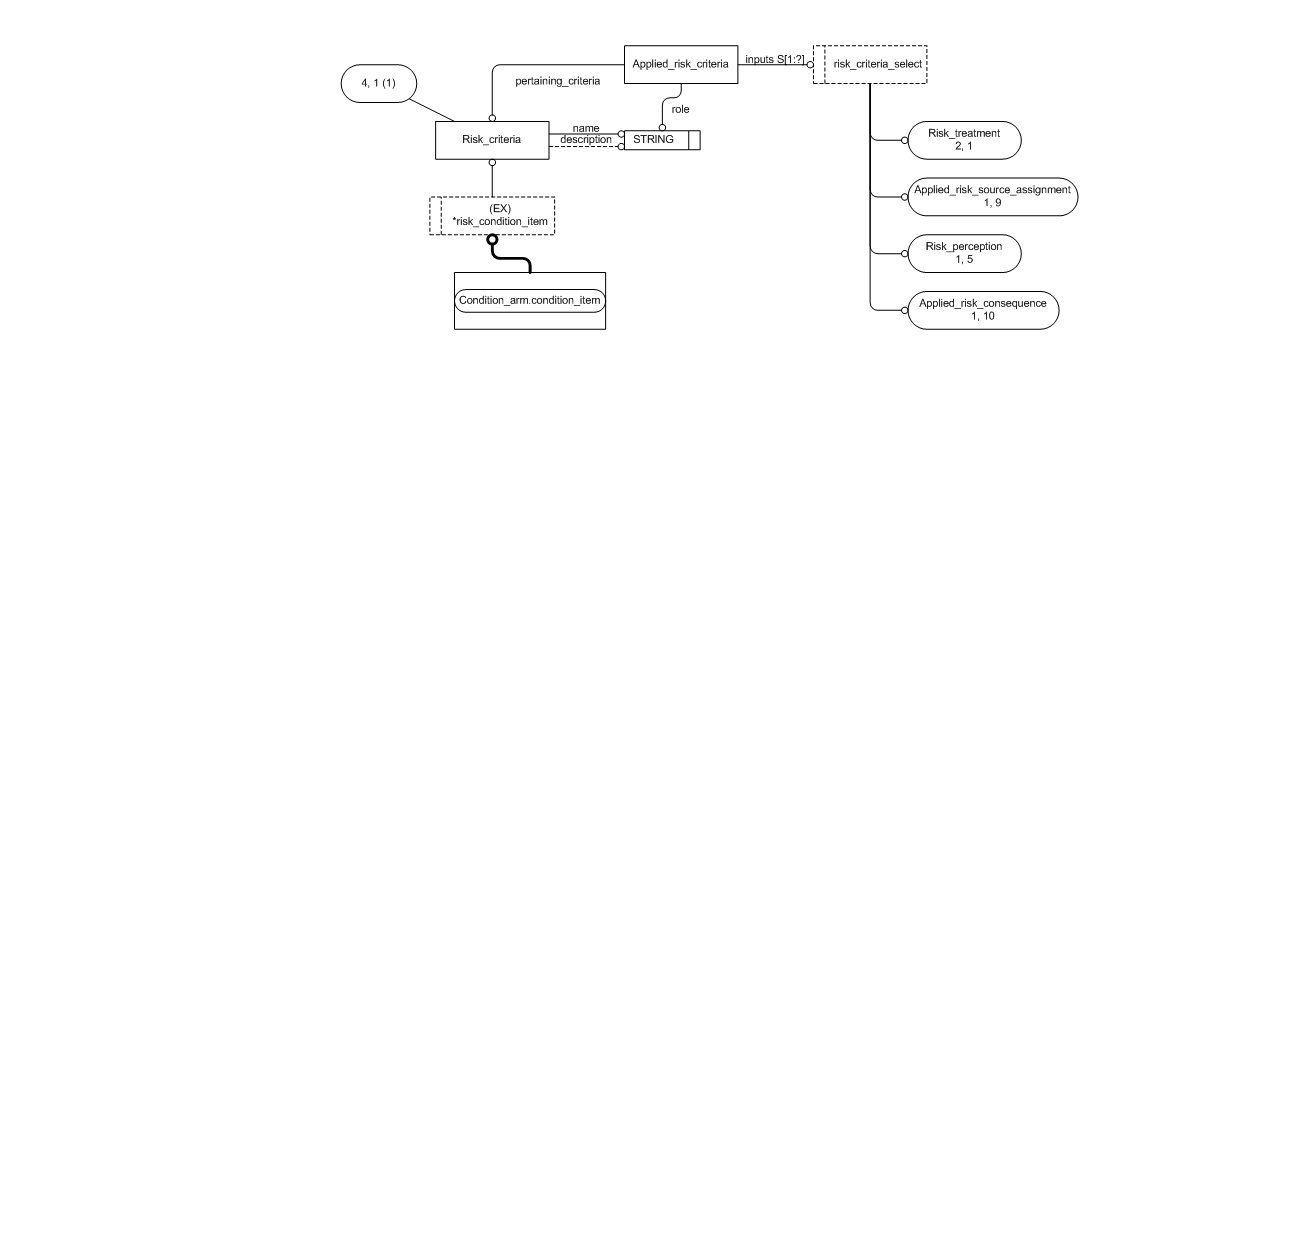 Applied_risk_criteria
inputs S[1:?]
risk_criteria_select
4, 1 (1)
pertaining_criteria
role
Risk_criteria
name
description
STRING
Risk_treatment
2, 1
Applied_risk_source_assignment
1, 9
(EX)
*risk_condition_item
Risk_perception
1, 5
Condition_arm.condition_item
Applied_risk_consequence
1, 10